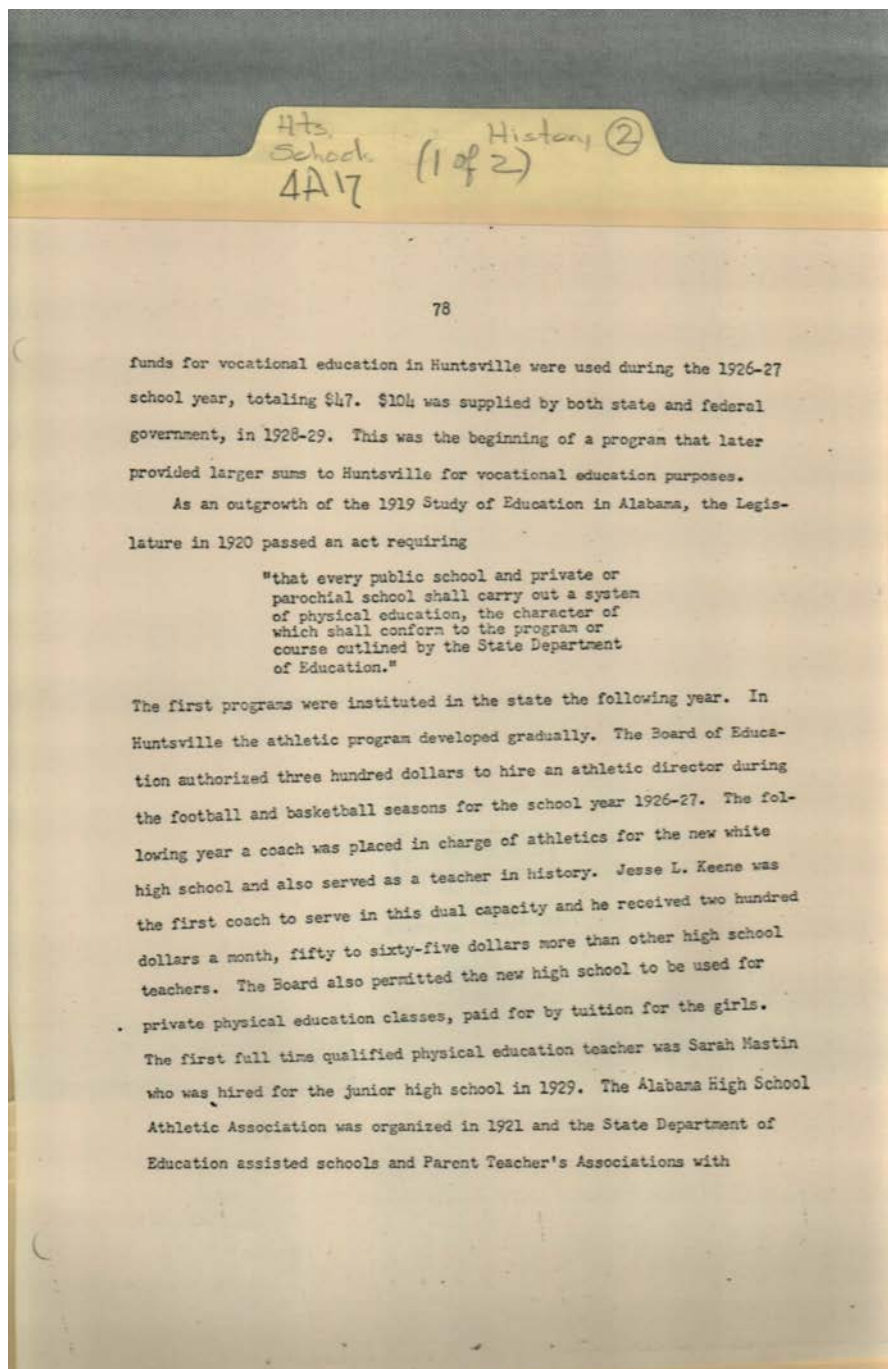 Hts. History ②
School (1 of 2)
4A17
78
funds for vocational education in Huntsville were used during the 1926-27
school year, totaling $47. $104 was supplied by both state and federal
government, in 1928-29. This was the beginning of a program that later
provided larger sums to Huntsville for vocational education purposes.
As an outgrowth of the 1919 Study of Education in Alabama, the Legis-
lature in 1920 passed an act requiring
"that every public school and private or
parochial school shall carry out a system
of physical education, the character of
which shall conform to the program or
course outlined by the State Department
of Education."
The first programs were instituted in the state the following year. In
Huntsville the athletic program developed gradually. The Board of Educa-
tion authorized three hundred dollars to hire an athletic director during
the football and basketball seasons for the school year 1926-27. The fol-
lowing year a coach was placed in charge of athletics for the new white
high school and also served as a teacher in history. Jesse L. Keene was
the first coach to serve in this dual capacity and he received two hundred
dollars a month, fifty to sixty-five dollars more than other high school
teachers. The Board also permitted the new high school to be used for
private physical education classes, paid for by tuition for the girls.
The first full time qualified physical education teacher was Sarah Mastin
who was hired for the junior high school in 1929. The Alabama High School
Athletic Association was organized in 1921 and the State Department of
Education assisted schools and Parent Teacher's Associations with